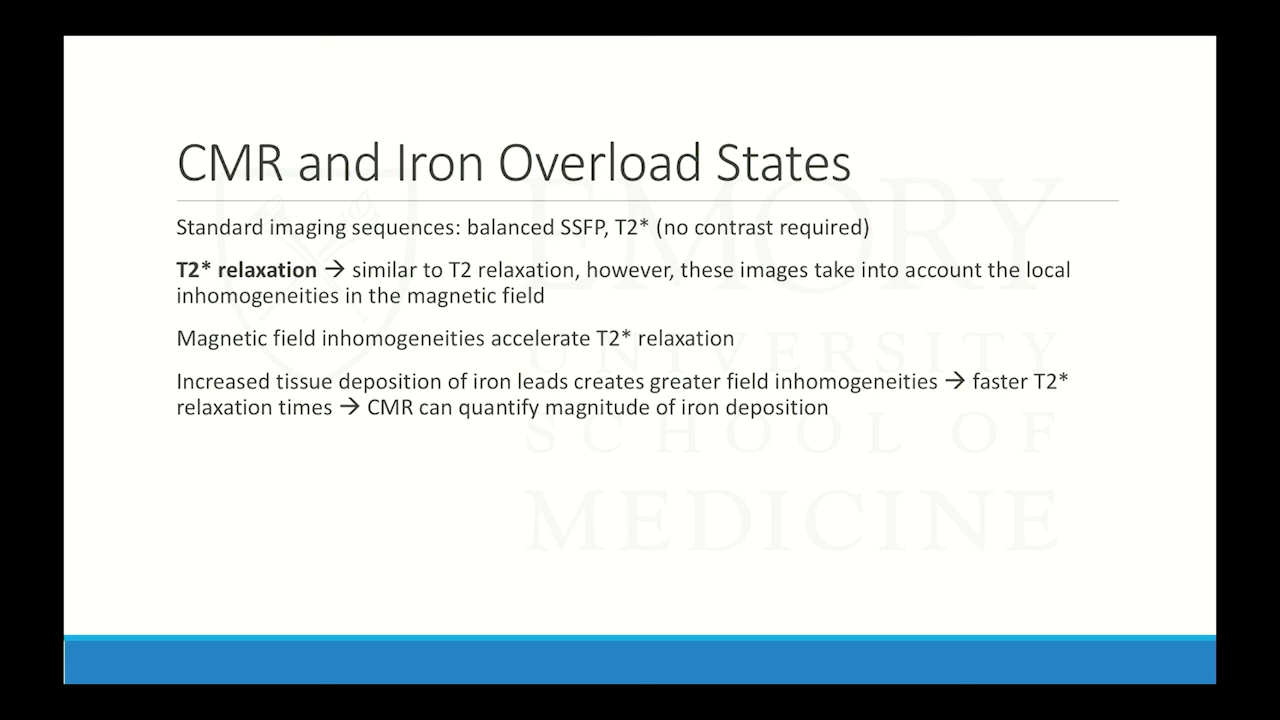 CMR and Iron Overload States
Standard imaging sequences: balanced SSFP, T2* (no contrast required)
T2* relaxation → similar to T2 relaxation, however, these images take into account the local
inhomogeneities in the magnetic field
Magnetic field inhomogeneities accelerate T2* relaxation
Increased tissue deposition of iron leads creates greater field inhomogeneities → faster T2*
relaxation times → CMR can quantify magnitude of iron deposition
EMORY
UNIVERSITY
SCHOOL OF
MEDICINE